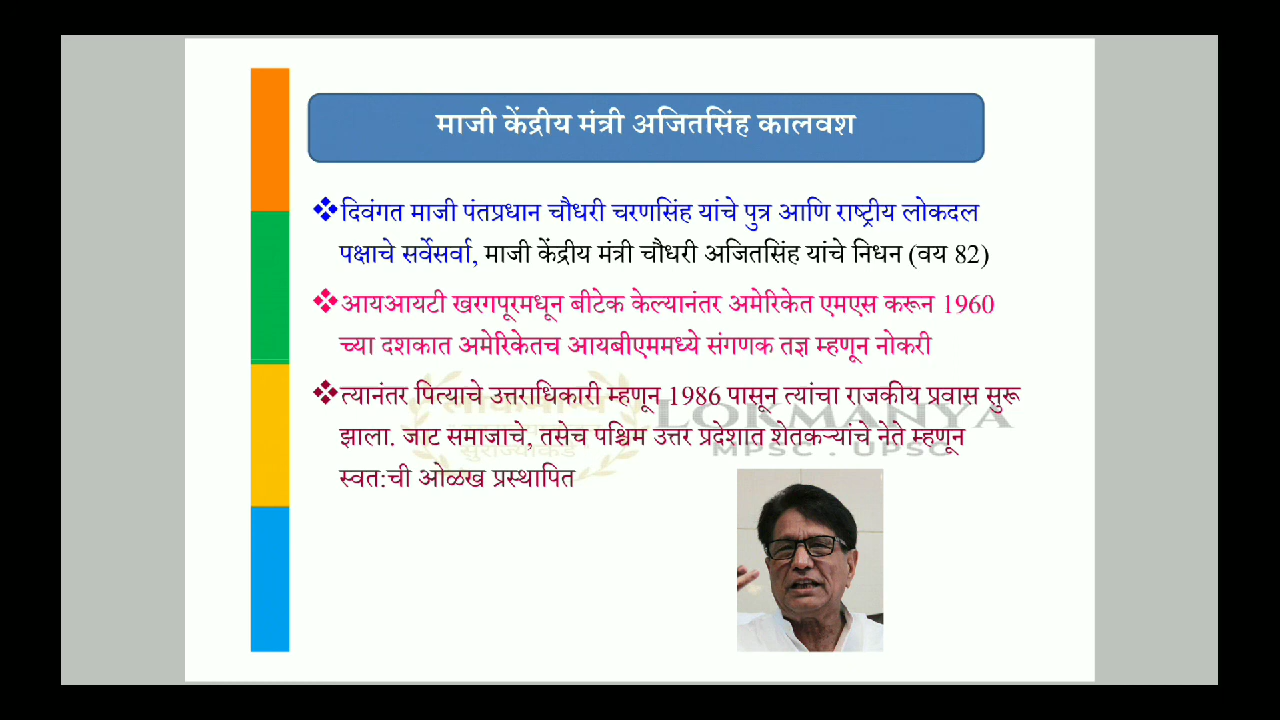 माजी केंद्रीय मंत्री अजितसिंह कालवश
❖दिवंगत माजी पंतप्रधान चौधरी चरणसिंह यांचे पुत्र आणि राष्ट्रीय लोकदल
पक्षाचे सर्वेसर्वा, माजी केंद्रीय मंत्री चौधरी अजितसिंह यांचे निधन (वय 82)
❖आयआयटी खरगपूरमधून बीटेक केल्यानंतर अमेरिकेत एमएस करून 1960
च्या दशकात अमेरिकेतच आयबीएममध्ये संगणक तज्ञ म्हणून नोकरी
❖त्यानंतर पित्याचे उत्तराधिकारी म्हणून 1986 पासून त्यांचा राजकीय प्रवास सुरू
झाला. जाट समाजाचे, तसेच पश्चिम उत्तर प्रदेशात शेतकऱ्यांचे नेते म्हणून
स्वत:ची ओळख प्रस्थापित
लोकमान्य
सुराज्याकडे
LOKMANYA
MPSC . UPSC